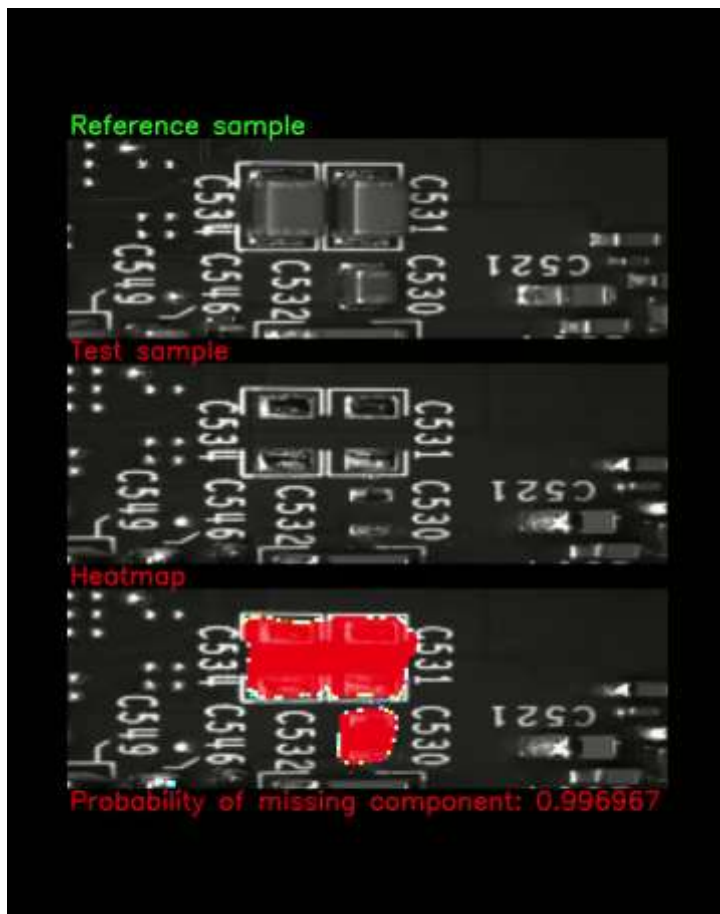 Reference sample
C534
C531
C549
C546
C532
C530
C521
Test sample
C534
C531
C549
C546
C532
C530
C521
Heatmap
C534
C531
C549
C546
C532
C530
C521
Probability of missing component: 0.996967